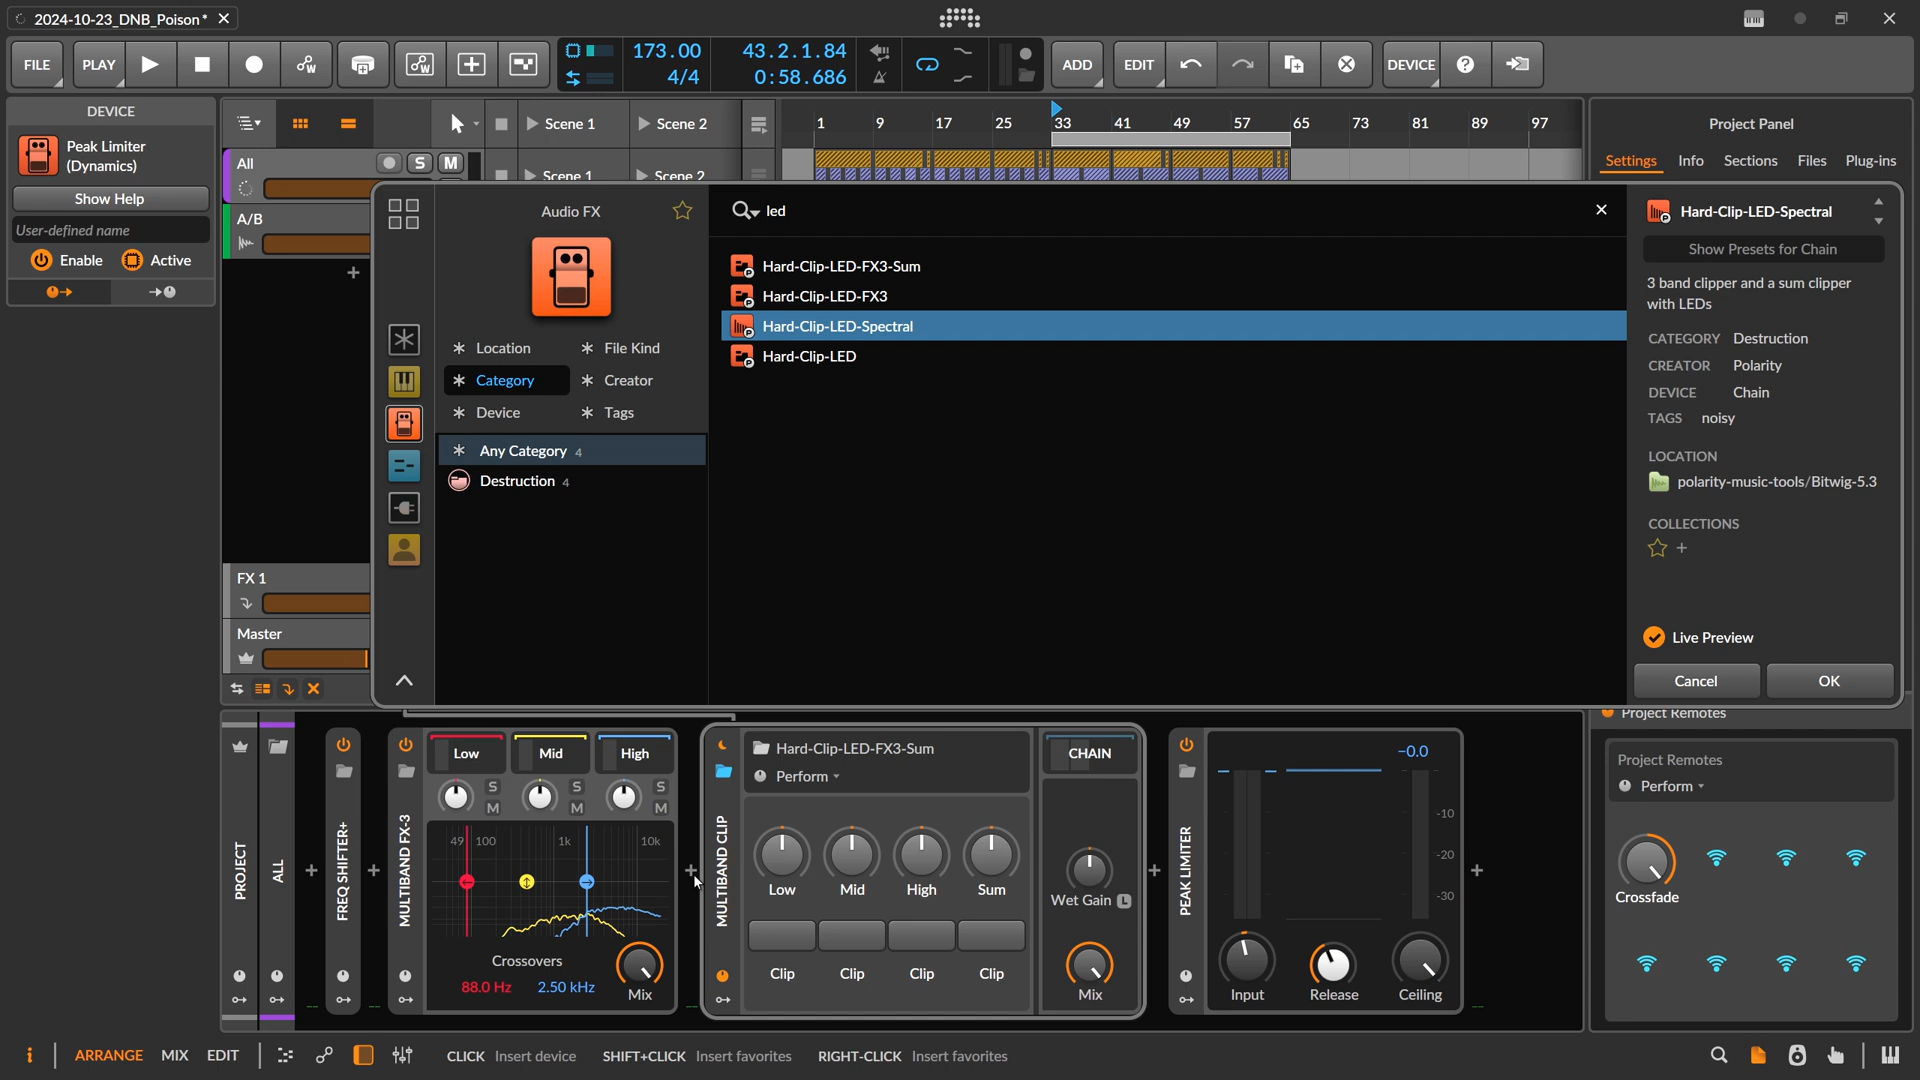 2024-10-23_DNB_Poison*
FILE
PLAY
173.00
4/4
43.2.1.84
0:58.686
ADD
EDIT
DEVICE
DEVICE
Peak Limiter
(Dynamics)
Show Help
User-defined name
Enable
Active
All
S
M
A/B
Scene 1
Scene 2
Scene 1
Scene 2
1
9
17
25
33
41
49
57
65
73
81
89
97
Project Panel
Settings
Info
Sections
Files
Plug-ins
Audio FX
led
Location
File Kind
Category
Creator
Device
Tags
Any Category 4
Destruction 4
Hard-Clip-LED-FX3-Sum
Hard-Clip-LED-FX3
Hard-Clip-LED-Spectral
Hard-Clip-LED
Hard-Clip-LED-Spectral
Show Presets for Chain
3 band clipper and a sum clipper
with LEDs
CATEGORY Destruction
CREATOR Polarity
DEVICE Chain
TAGS noisy
LOCATION
polarity-music-tools/Bitwig-5.3
COLLECTIONS
Live Preview
Cancel
OK
FX 1
Master
PROJECT
ALL
FREQ SHIFTER+
MULTIBAND FX-3
Low
Mid
High
S
M
S
M
S
M
49
100
1k
10k
Crossovers
88.0 Hz
2.50 kHz
Mix
MULTIBAND CLIP
Hard-Clip-LED-FX3-Sum
Perform
Low
Mid
High
Sum
Clip
Clip
Clip
Clip
CHAIN
Wet Gain L
Mix
PEAK LIMITER
-0.0
-10
-20
-30
Input
Release
Ceiling
Project Remotes
Project Remotes
Perform
Crossfade
i
ARRANGE
MIX
EDIT
CLICK Insert device
SHIFT+CLICK Insert favorites
RIGHT-CLICK Insert favorites